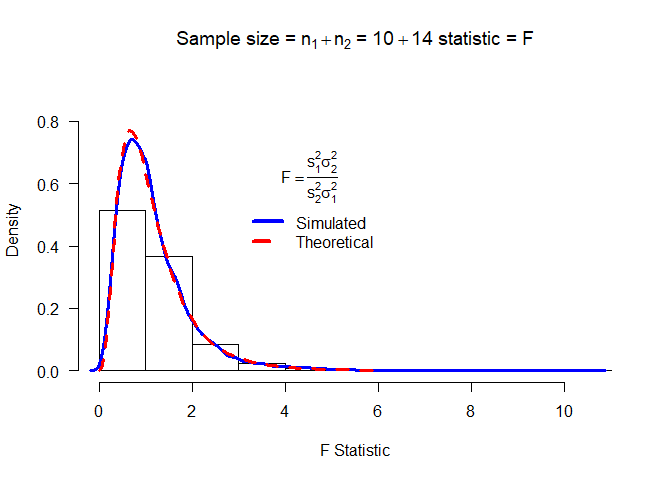 Sample size = n₁+n₂ = 10+14 statistic = F
0.8
0.6
0.4
0.2
0.0
Density
F = s₁²σ₂² / s₂²σ₁²
Simulated
Theoretical
0 2 4 6 8 10
F Statistic